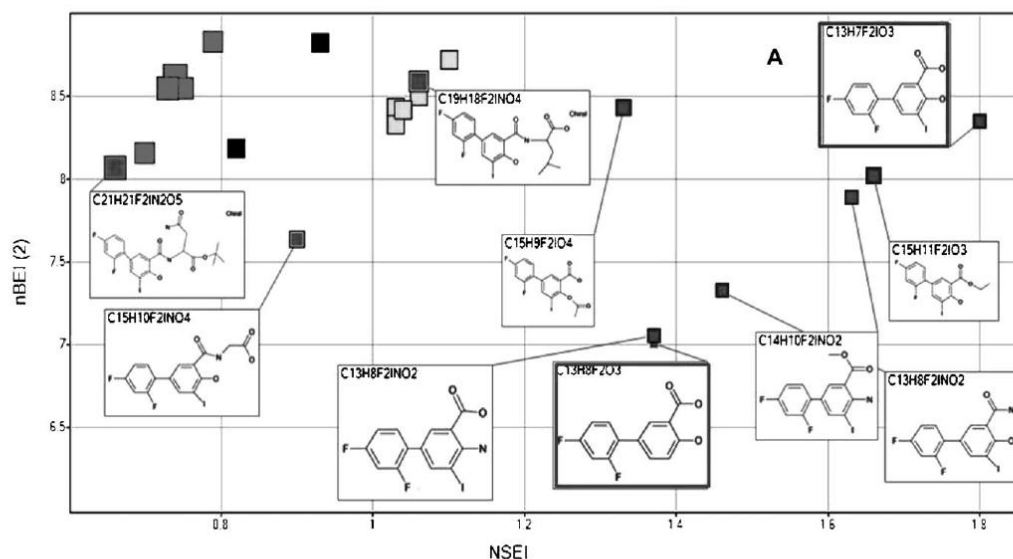 A
C13H7F2IO3
O
O
F
O
F
I
8.5
C19H18F2INO4
Chiral
O
O
F
N
O
F
O
I
8
C21H21F2IN2O5
Chiral
O
N
O
F
N
O
F
O
O
I
7.5
nBEI (2)
C15H9F2IO4
F
O
O
F
O
O
I
C15H11F2IO3
F
O
O
F
O
I
C15H10F2INO4
O
O
F
N
O
O
F
I
7
C13H8F2INO2
O
O
F
N
F
I
C13H8F2O3
O
O
F
O
F
C14H10F2INO2
O
O
F
N
F
I
C13H8F2INO2
O
N
F
O
F
I
6.5
0.8
1
1.2
1.4
1.6
1.8
NSEI